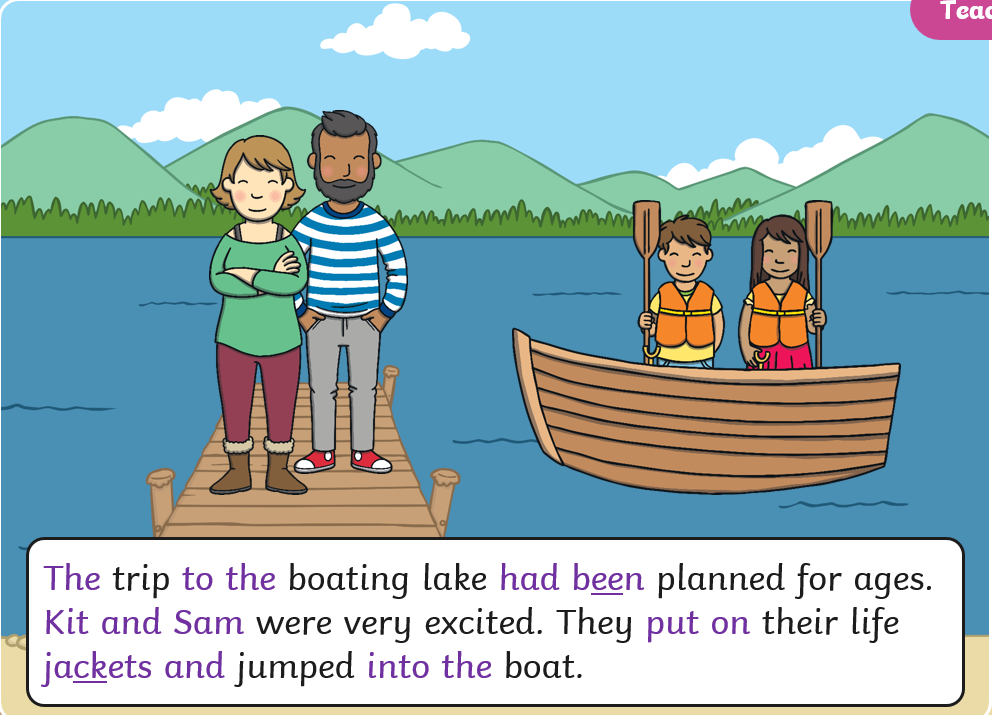 The trip to the boating lake had been planned for ages.
Kit and Sam were very excited. They put on their life
jackets and jumped into the boat.